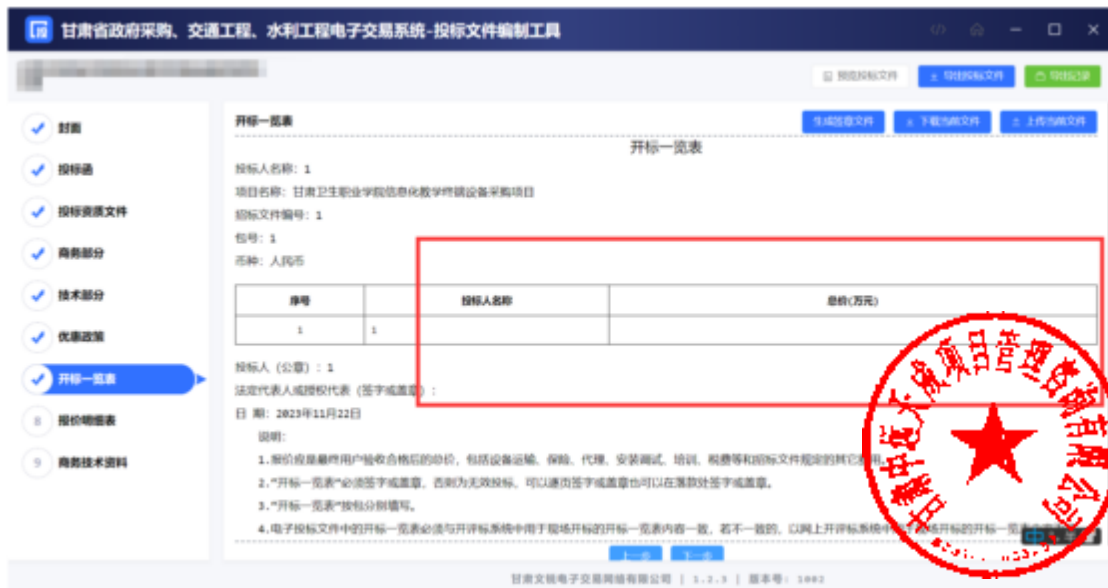 甘肃省政府采购、交通工程、水利工程电子交易系统-投标文件编制工具
预览投标文件
导出投标文件
导出记录
封面
投标函
投标资质文件
商务部分
技术部分
优惠政策
开标一览表
8 报价明细表
9 商务技术资料
开标一览表
生成签章文件
下载当前文件
上传当前文件
开标一览表
投标人名称：1
项目名称：甘肃卫生职业学院信息化教学终端设备采购项目
招标文件编号：1
包号：1
币种：人民币
序号 投标人名称 总价(万元)
1 1
投标人（公章）：1
法定代表人或授权代表（签字或盖章）：
日 期：2023年11月22日
说明：
1.报价应是最终用户验收合格后的总价，包括设备运输、保险、代理、安装调试、培训、税费等和招标文件规定的其它费用。
2.“开标一览表”必须签字或盖章，否则为无效投标，可以逐页签字或盖章也可以在落款处签字或盖章。
3.“开标一览表”按包分别填写。
4.电子投标文件中的开标一览表必须与开评标系统中用于现场开标的开标一览表内容一致，若不一致的，以网上开评标系统中用于现场开标的开标一览表
上一步
下一步
甘肃文锐电子交易网络有限公司 | 1.2.3 | 版本号：1002